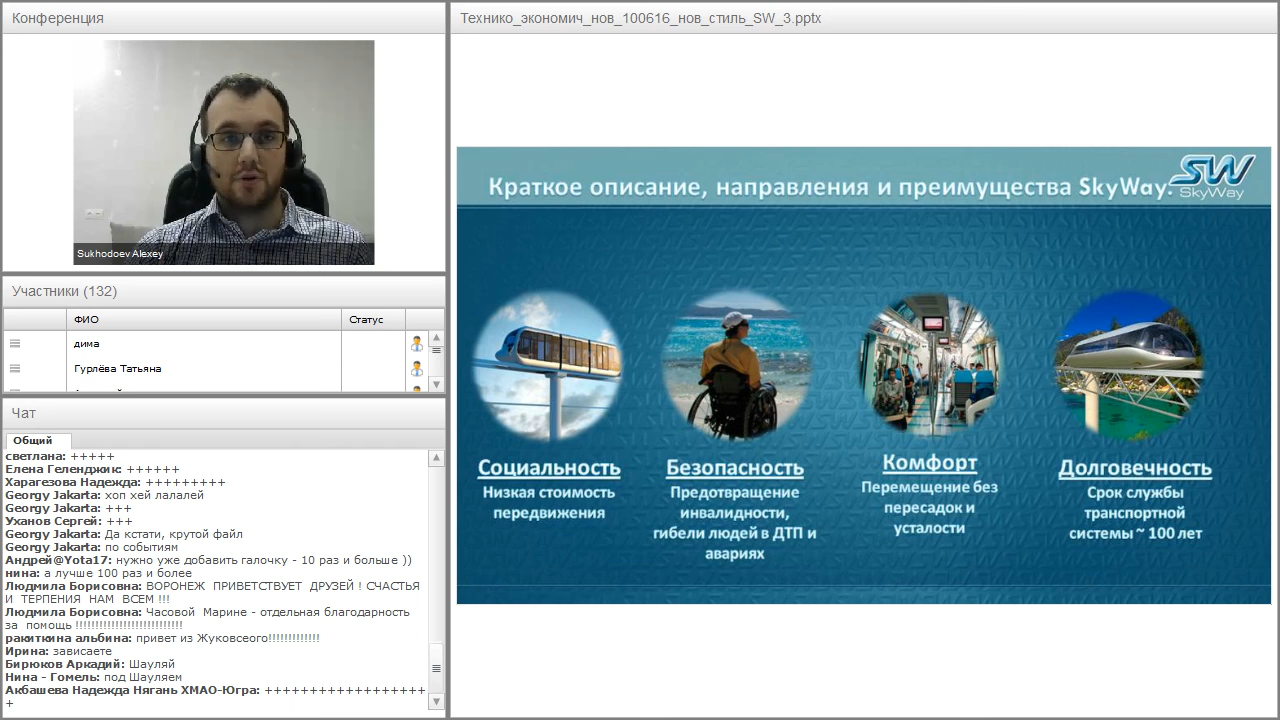 Конференция
Sukhodoev Alexey
Участники (132)
ФИО
Статус
дима
Гурлёва Татьяна
Чат
Общий
светлана: +++++
Елена Геленджик: ++++++
Харагезова Надежда: +++++++++
Georgy Jakarta: хоп хей лалалей
Georgy Jakarta: +++
Уханов Сергей: +++
Georgy Jakarta: Да кстати, крутой файл
Georgy Jakarta: по событиям
Андрей@Yota17: нужно уже добавить галочку - 10 раз и больше ))
нина: а лучше 100 раз и более
Людмила Борисовна: ВОРОНЕЖ ПРИВЕТСТВУЕТ ДРУЗЕЙ ! СЧАСТЬЯ
И ТЕРПЕНИЯ НАМ ВСЕМ !!!
Людмила Борисовна: Часовой Марине - отдельная благодарность
за помощь !!!!!!!!!!!!!!!!!!!!!!!!!!!
ракиткина альбина: привет из Жуковсеого!!!!!!!!!!!!!
Ирина: зависаете
Бирюков Аркадий: Шауляй
Нина - Гомель: под Шауляем
Акбашева Надежда Нягань ХМАО-Югра: ++++++++++++++++++
+
Технико_экономич_нов_100616_нов_стиль_SW_3.pptx
Краткое описание, направления и преимущества SkyWay.
SW
SkyWay
Социальность
Низкая стоимость
передвижения
Безопасность
Предотвращение
инвалидности,
гибели людей в ДТП и
авариях
Комфорт
Перемещение без
пересадок и
усталости
Долговечность
Срок службы
транспортной
системы ~ 100 лет